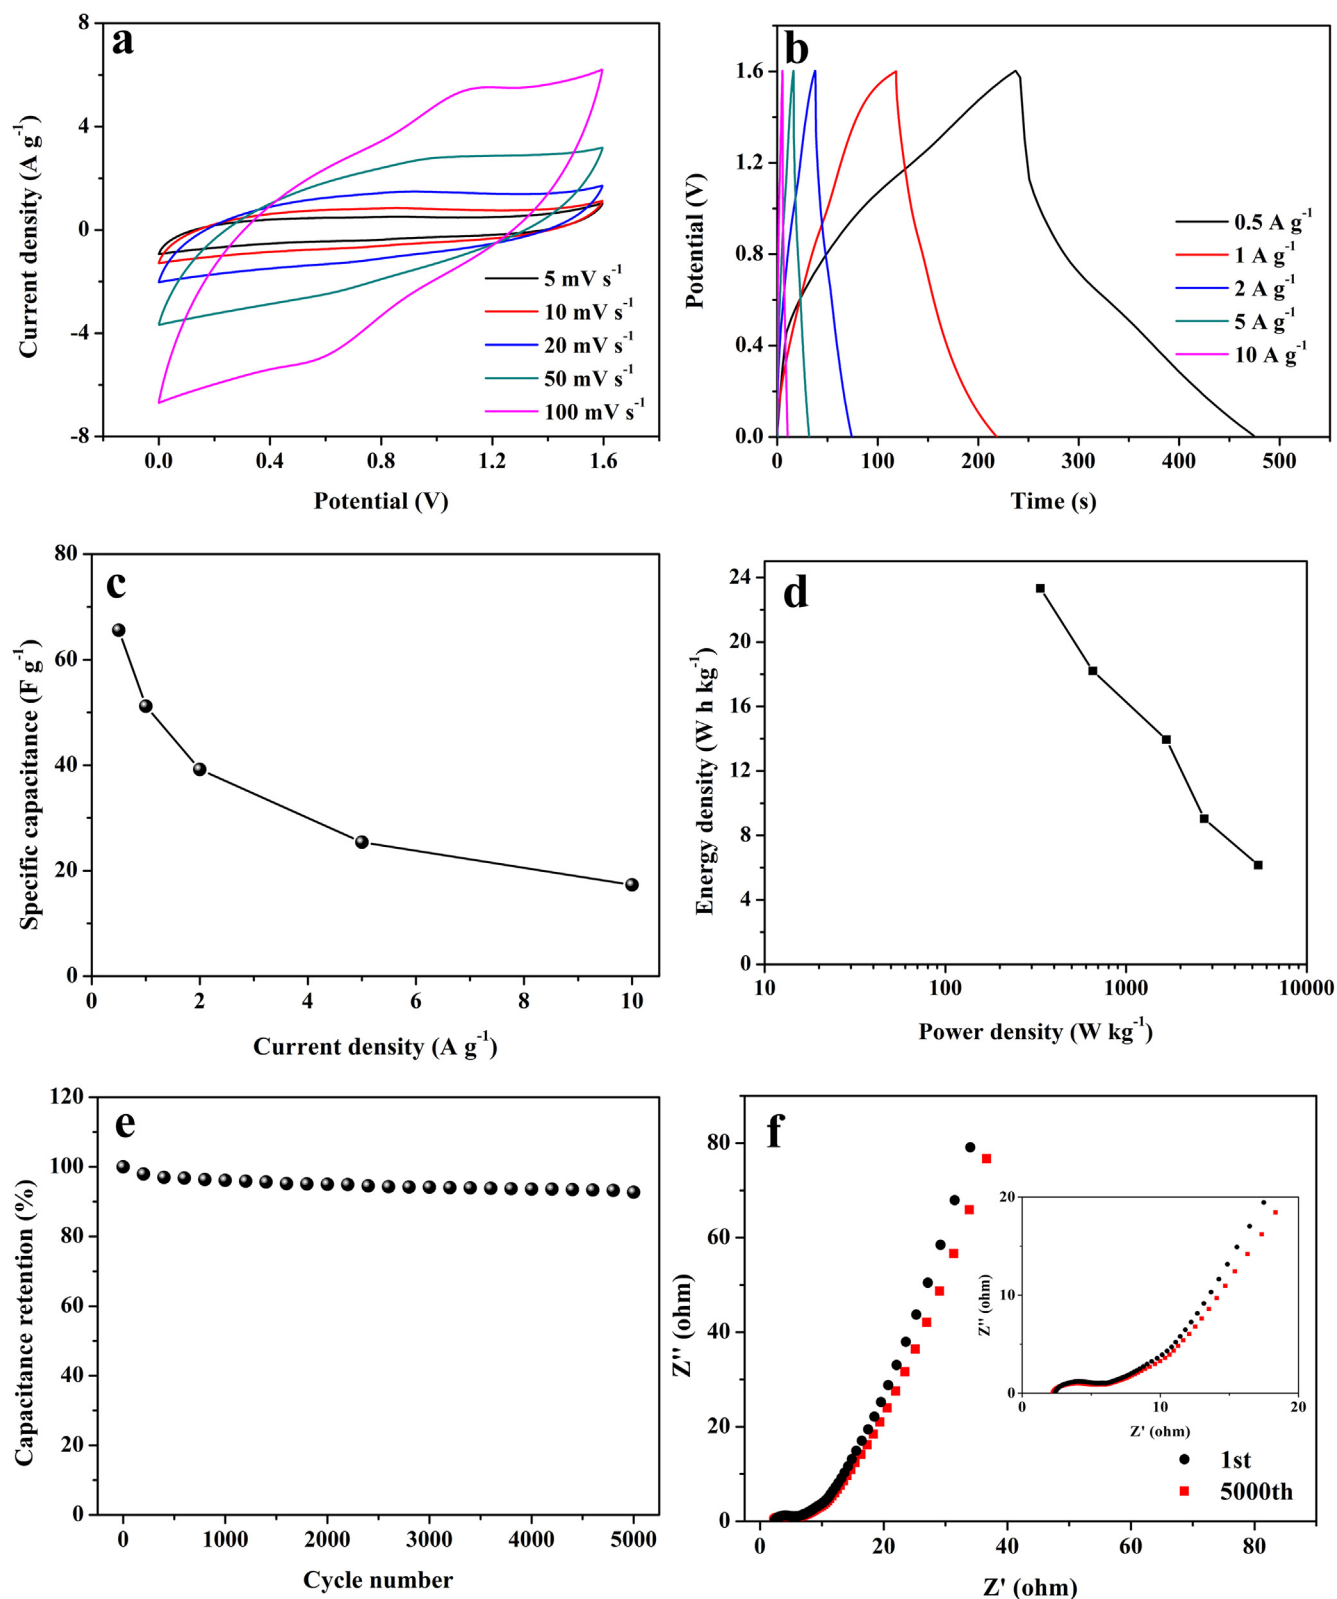 a
8
4
0
-4
-8
Current density (A g-1)
5 mV s-1
10 mV s-1
20 mV s-1
50 mV s-1
100 mV s-1
0.0 0.4 0.8 1.2 1.6
Potential (V)
b
1.6
1.2
0.8
0.4
0.0
Potential (V)
0.5 A g-1
1 A g-1
2 A g-1
5 A g-1
10 A g-1
0 100 200 300 400 500
Time (s)
c
80
60
40
20
0
Specific capacitance (F g-1)
0 2 4 6 8 10
Current density (A g-1)
d
24
20
16
12
8
4
0
Energy density (W h kg-1)
10 100 1000 10000
Power density (W kg-1)
e
120
100
80
60
40
20
0
Capacitance retention (%)
0 1000 2000 3000 4000 5000
Cycle number
f
80
60
40
20
0
Z'' (ohm)
20
10
0
Z'' (ohm)
0 10 20
Z' (ohm)
1st
5000th
0 20 40 60 80
Z' (ohm)